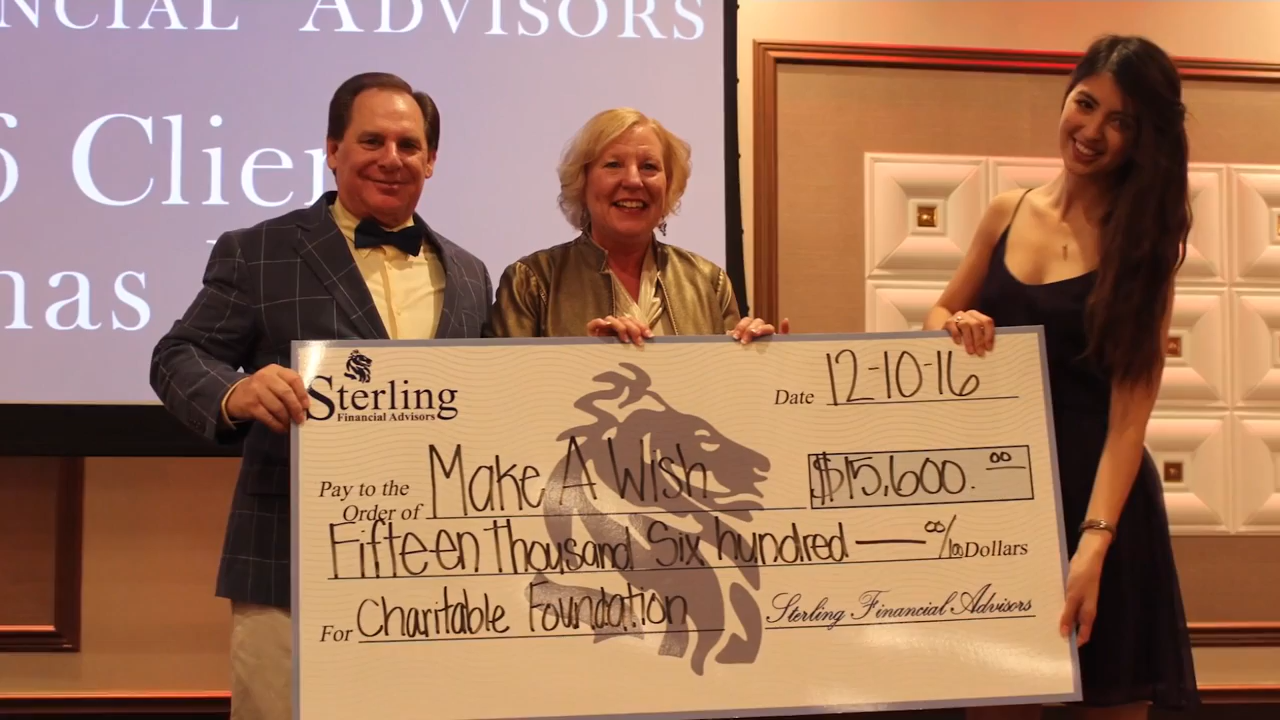 NCIAL ADVISORS
6 Clien
mas
Sterling
Financial Advisors
Date 12-10-16
Pay to the
Order of Make A Wish $15,600.00
Fifteen Thousand Six hundred — 00/100 Dollars
For Charitable Foundation Sterling Financial Advisors